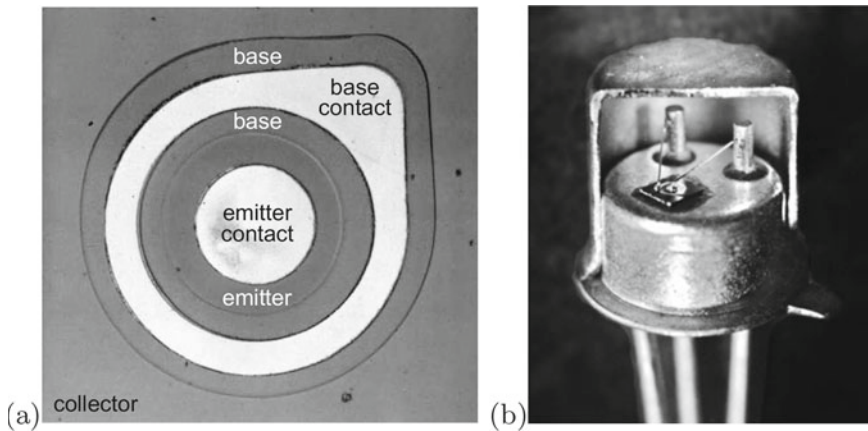 base
base
contact
base
emitter
contact
emitter
collector
(a)
(b)